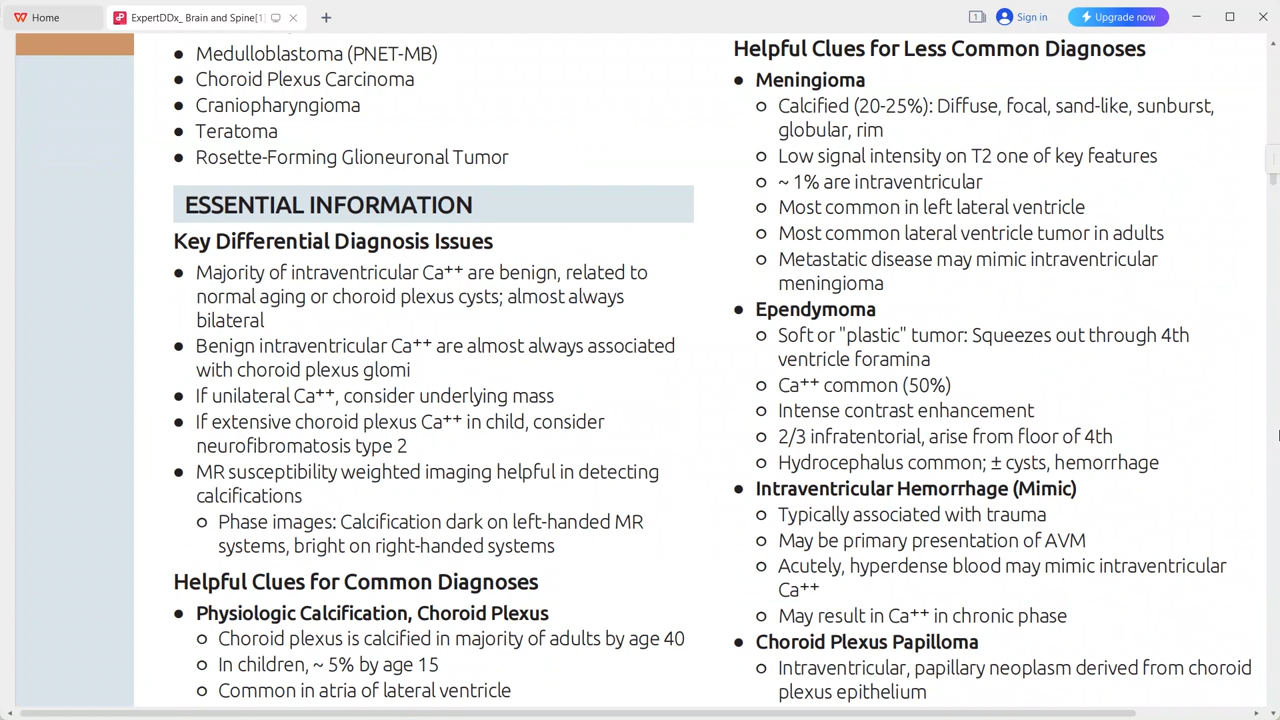 Home
ExpertDDx_ Brain and Spine[1]
1
Sign in
Upgrade now
Medulloblastoma (PNET-MB)
Choroid Plexus Carcinoma
Craniopharyngioma
Teratoma
Rosette-Forming Glioneuronal Tumor
ESSENTIAL INFORMATION
Key Differential Diagnosis Issues
Majority of intraventricular Ca⁺⁺ are benign, related to
normal aging or choroid plexus cysts; almost always
bilateral
Benign intraventricular Ca⁺⁺ are almost always associated
with choroid plexus glomi
If unilateral Ca⁺⁺, consider underlying mass
If extensive choroid plexus Ca⁺⁺ in child, consider
neurofibromatosis type 2
MR susceptibility weighted imaging helpful in detecting
calcifications
Phase images: Calcification dark on left-handed MR
systems, bright on right-handed systems
Helpful Clues for Common Diagnoses
Physiologic Calcification, Choroid Plexus
Choroid plexus is calcified in majority of adults by age 40
In children, ~ 5% by age 15
Common in atria of lateral ventricle
Helpful Clues for Less Common Diagnoses
Meningioma
Calcified (20-25%): Diffuse, focal, sand-like, sunburst,
globular, rim
Low signal intensity on T2 one of key features
~ 1% are intraventricular
Most common in left lateral ventricle
Most common lateral ventricle tumor in adults
Metastatic disease may mimic intraventricular
meningioma
Ependymoma
Soft or "plastic" tumor: Squeezes out through 4th
ventricle foramina
Ca⁺⁺ common (50%)
Intense contrast enhancement
2/3 infratentorial, arise from floor of 4th
Hydrocephalus common; ± cysts, hemorrhage
Intraventricular Hemorrhage (Mimic)
Typically associated with trauma
May be primary presentation of AVM
Acutely, hyperdense blood may mimic intraventricular
Ca⁺⁺
May result in Ca⁺⁺ in chronic phase
Choroid Plexus Papilloma
Intraventricular, papillary neoplasm derived from choroid
plexus epithelium